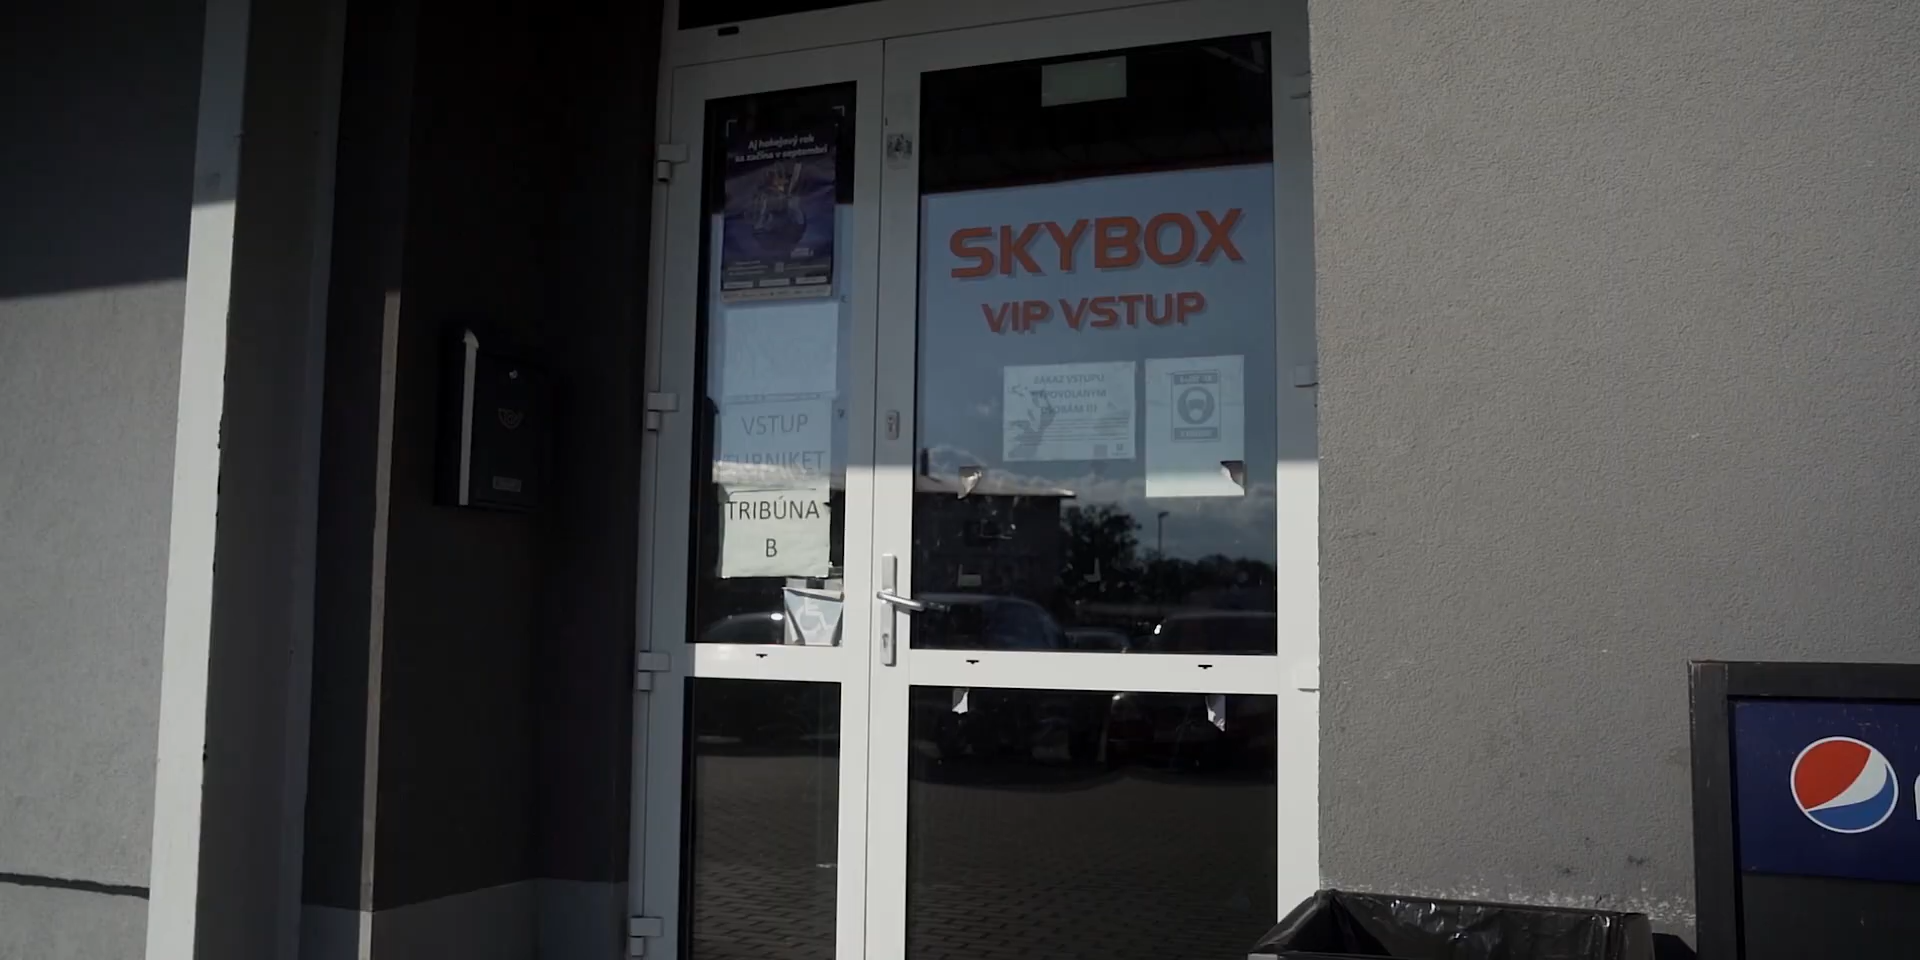 Aj hokejový rok
sa začína v septembri
SKYBOX
VIP VSTUP
ZÁKAZ VSTUPU
NEPOVOLANÝM
OSOBÁM !!!
VSTUP
TURNIKET
TRIBÚNA
B